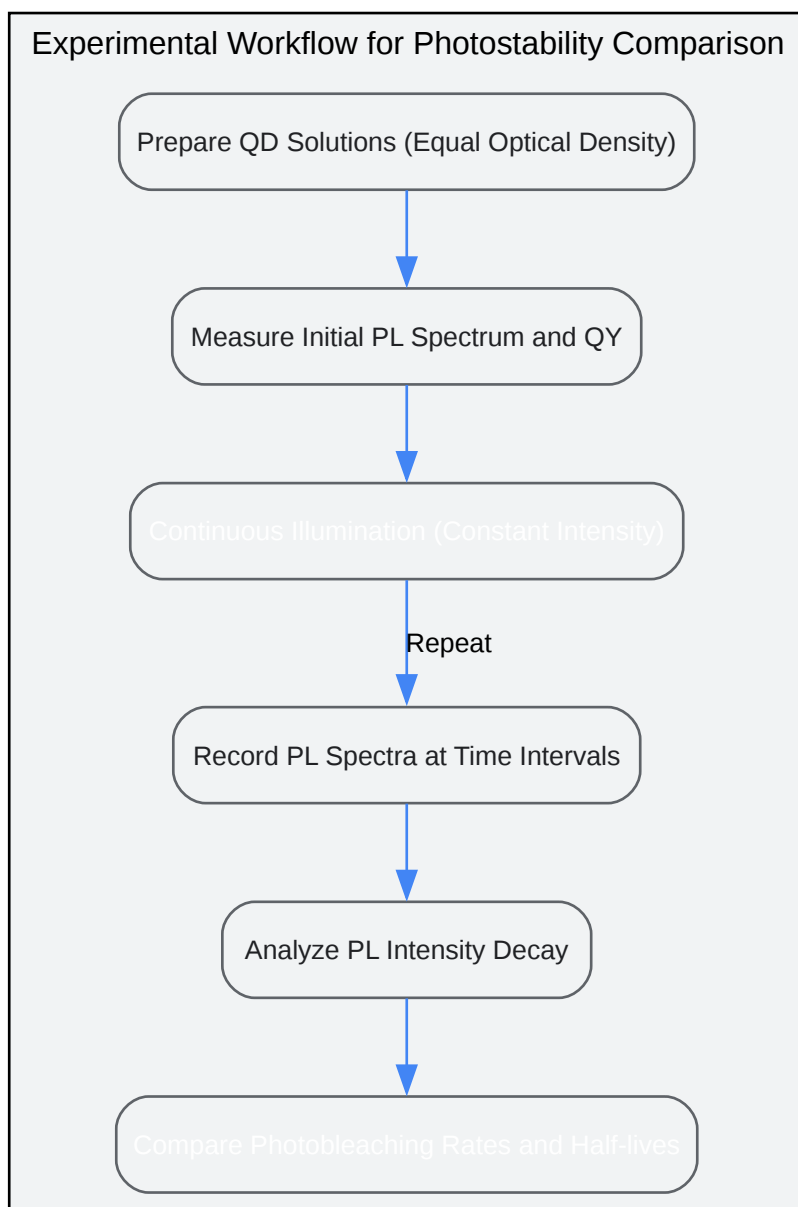 Experimental Workflow for Photostability Comparison
Prepare QD Solutions (Equal Optical Density)
Measure Initial PL Spectrum and QY
Continuous Illumination (Constant Intensity)
Repeat
Record PL Spectra at Time Intervals
Analyze PL Intensity Decay
Compare Photobleaching Rates and Half-lives